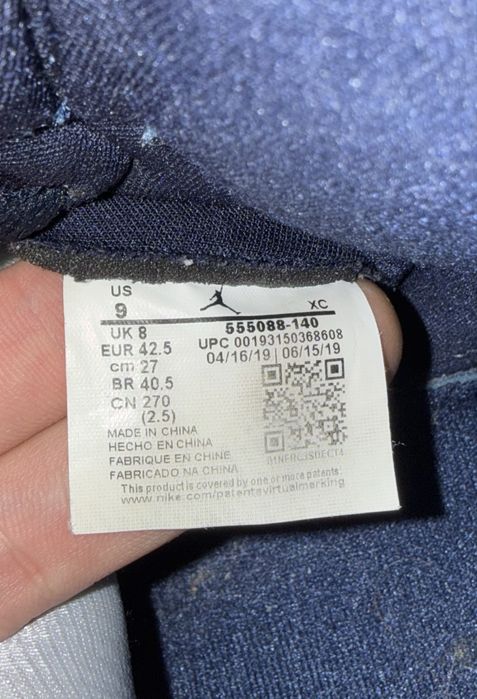 US
9
XC
UK 8
555088-140
EUR 42.5
UPC 00193150368608
cm 27
04/16/19 | 06/15/19
BR 40.5
CN 270
(2.5)
MADE IN CHINA
HECHO EN CHINA
FABRIQUE EN CHINE
FABRICADO NA CHINA
This product is covered by one or more patents.
www.nike.com/patentsvirtualmarking